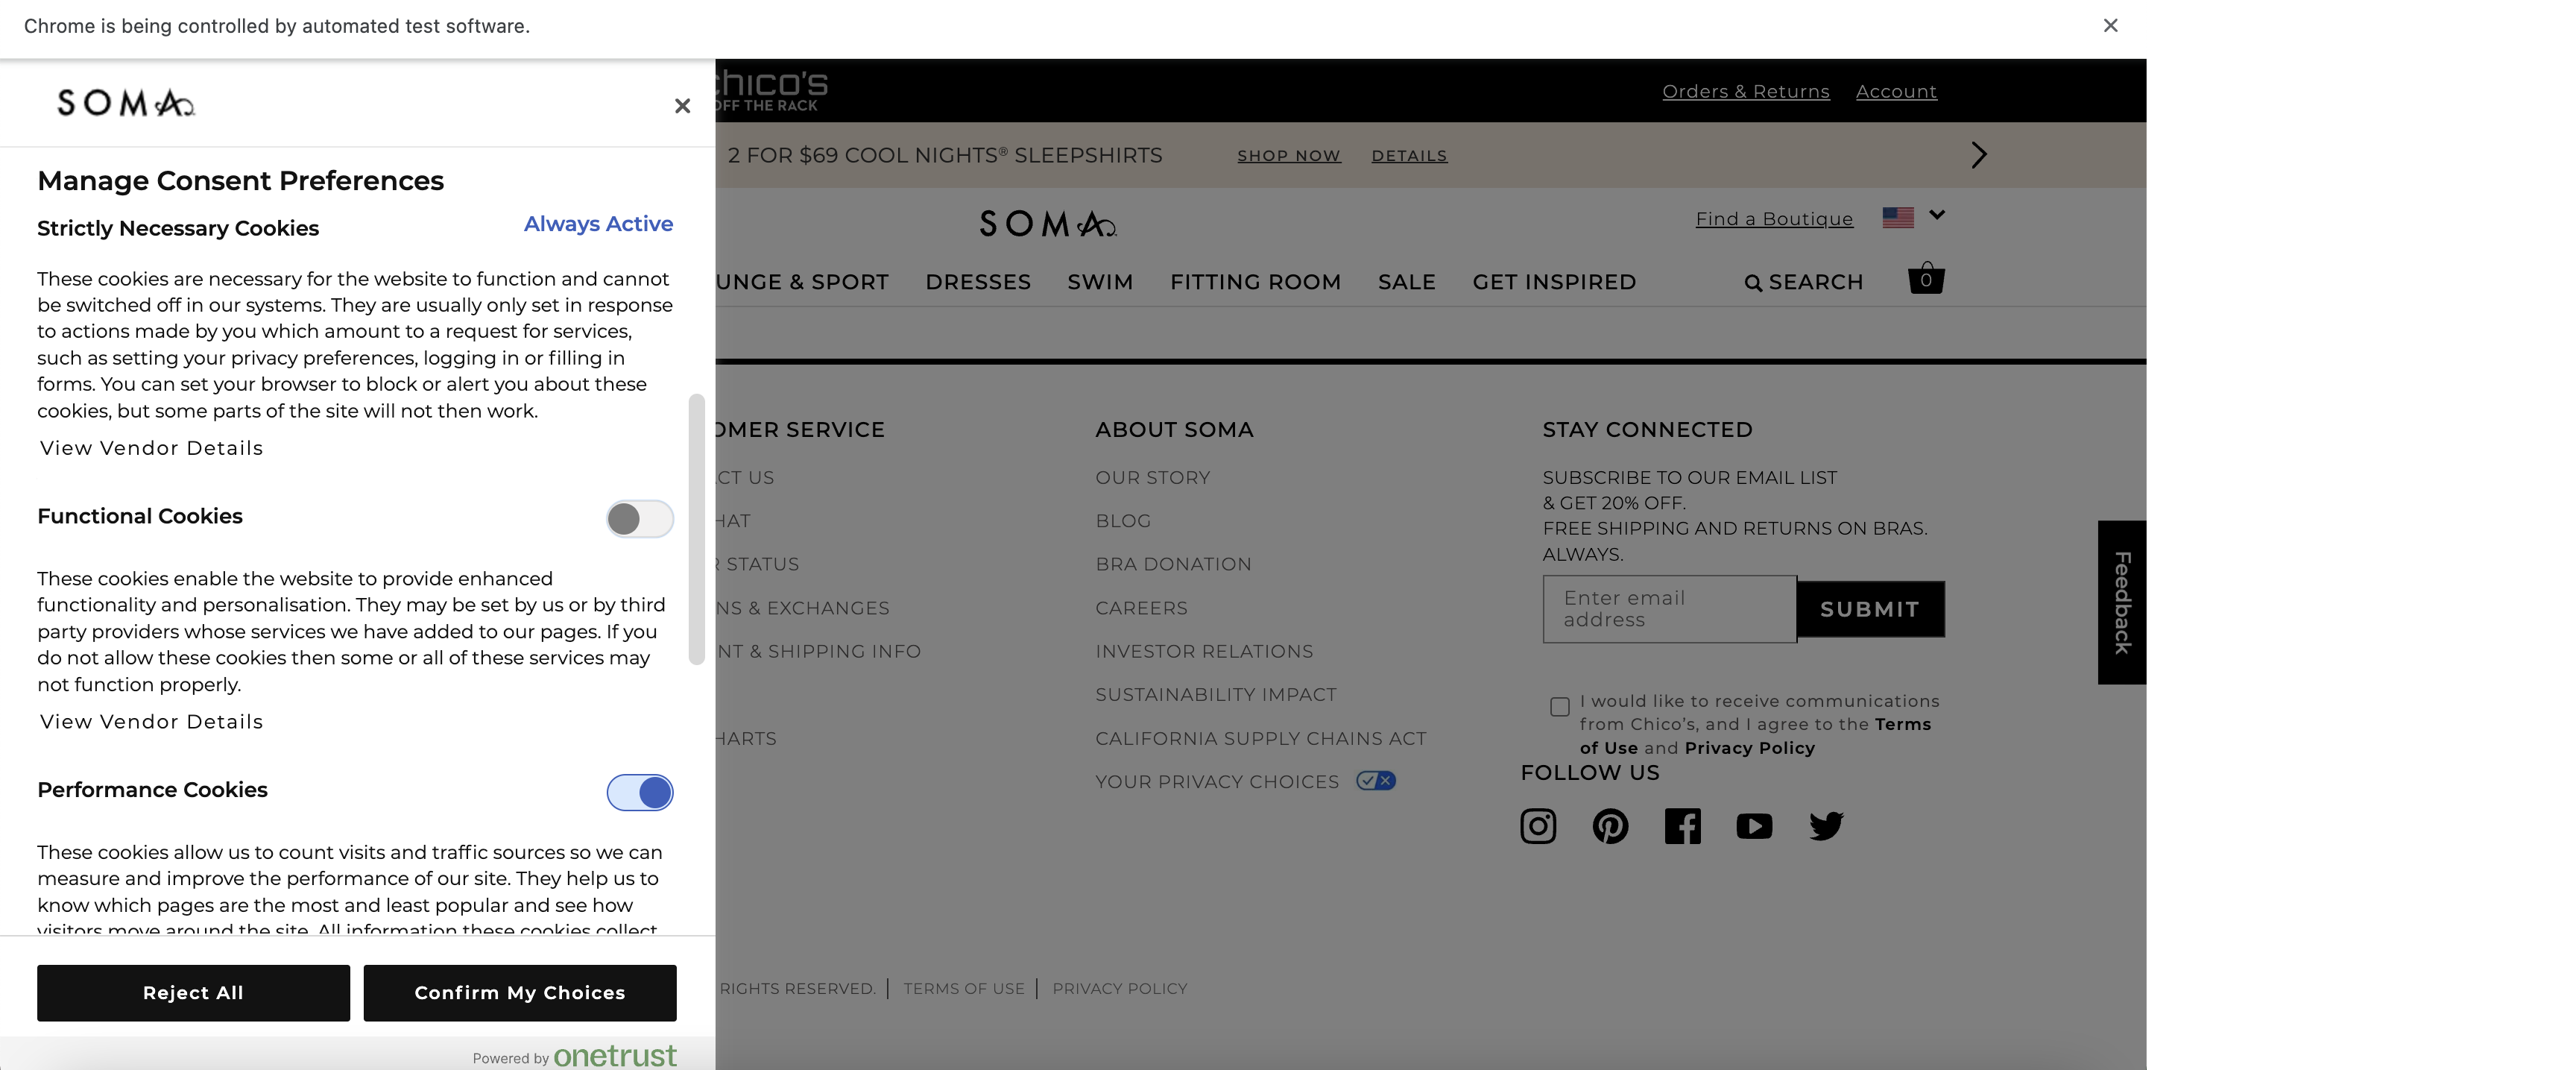 Chrome is being controlled by automated test software.
SOMA
Manage Consent Preferences
Strictly Necessary Cookies
Always Active
These cookies are necessary for the website to function and cannot
be switched off in our systems. They are usually only set in response
to actions made by you which amount to a request for services,
such as setting your privacy preferences, logging in or filling in
forms. You can set your browser to block or alert you about these
cookies, but some parts of the site will not then work.
View Vendor Details
Functional Cookies
These cookies enable the website to provide enhanced
functionality and personalisation. They may be set by us or by third
party providers whose services we have added to our pages. If you
do not allow these cookies then some or all of these services may
not function properly.
View Vendor Details
Performance Cookies
These cookies allow us to count visits and traffic sources so we can
measure and improve the performance of our site. They help us to
know which pages are the most and least popular and see how
visitors move around the site. All information these cookies collect
Reject All
Confirm My Choices
Powered by onetrust
chico's
OFF THE RACK
Orders & Returns
Account
2 FOR $69 COOL NIGHTS® SLEEPSHIRTS
SHOP NOW
DETAILS
SOMA
Find a Boutique
UNGE & SPORT
DRESSES
SWIM
FITTING ROOM
SALE
GET INSPIRED
SEARCH
0
OMER SERVICE
CT US
HAT
R STATUS
NS & EXCHANGES
NT & SHIPPING INFO
HARTS
ABOUT SOMA
OUR STORY
BLOG
BRA DONATION
CAREERS
INVESTOR RELATIONS
SUSTAINABILITY IMPACT
CALIFORNIA SUPPLY CHAINS ACT
YOUR PRIVACY CHOICES
STAY CONNECTED
SUBSCRIBE TO OUR EMAIL LIST
& GET 20% OFF.
FREE SHIPPING AND RETURNS ON BRAS.
ALWAYS.
Enter email
address
SUBMIT
I would like to receive communications
from Chico's, and I agree to the Terms
of Use and Privacy Policy
FOLLOW US
Feedback
RIGHTS RESERVED.
TERMS OF USE
PRIVACY POLICY